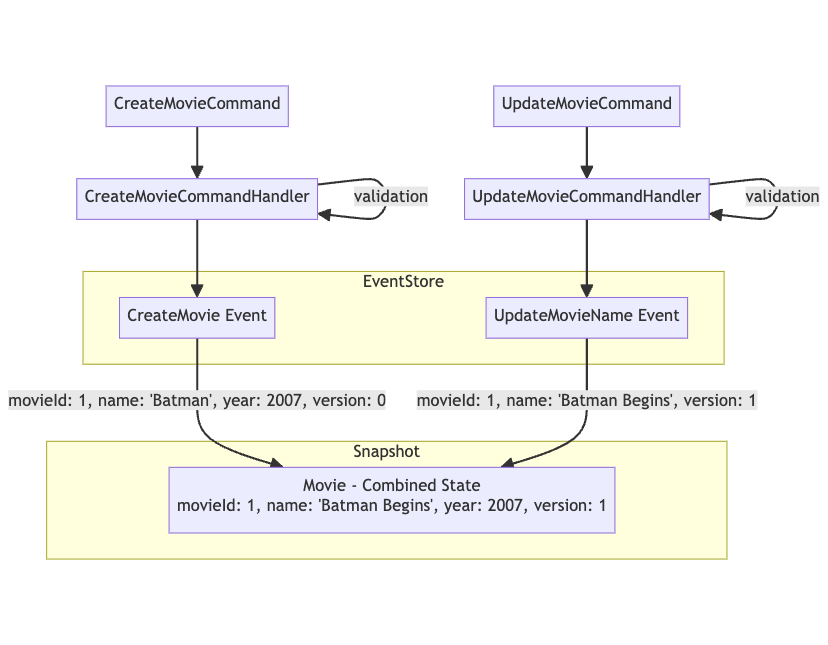 CreateMovieCommand
UpdateMovieCommand
CreateMovieCommandHandler
validation
UpdateMovieCommandHandler
validation
EventStore
CreateMovie Event
UpdateMovieName Event
movieId: 1, name: 'Batman', year: 2007, version: 0
movieId: 1, name: 'Batman Begins', version: 1
Snapshot
Movie - Combined State
movieId: 1, name: 'Batman Begins', year: 2007, version: 1